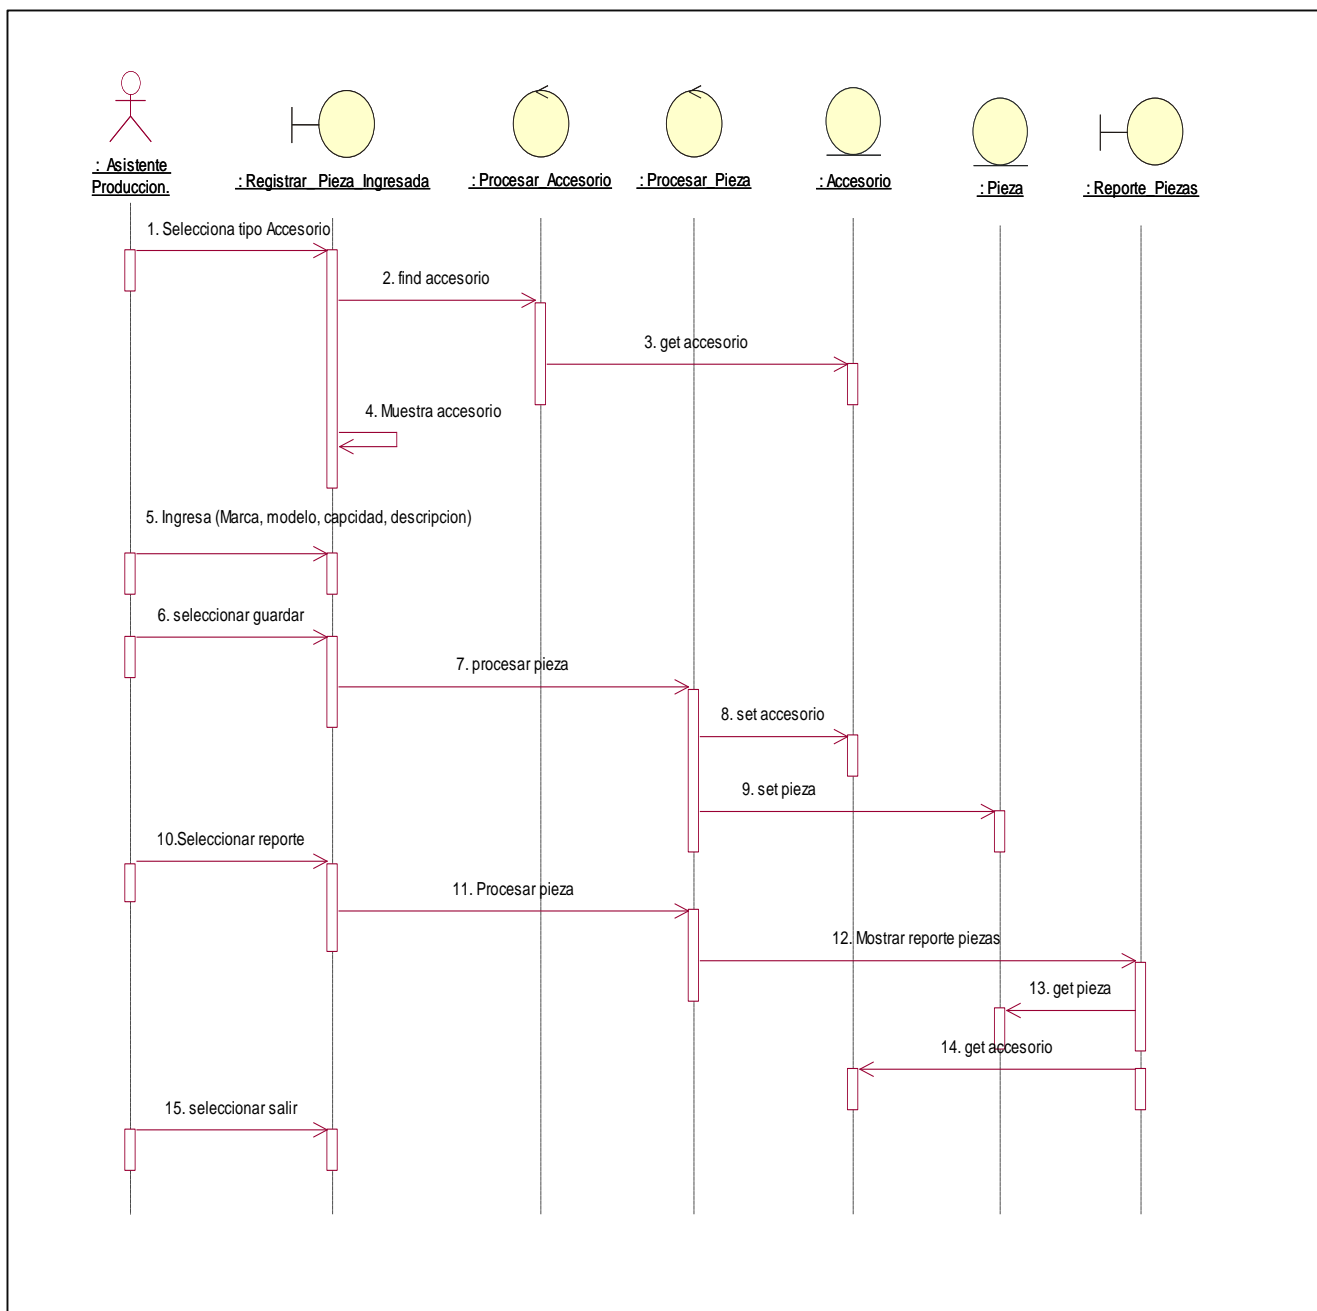 : Asistente
Produccion.
: Registrar_Pieza_Ingresada
: Procesar_Accesorio
: Procesar_Pieza
: Accesorio
: Pieza
: Reporte_Piezas
1. Selecciona tipo Accesorio
2. find accesorio
3. get accesorio
4. Muestra accesorio
5. Ingresa (Marca, modelo, capcidad, descripcion)
6. seleccionar guardar
7. procesar pieza
8. set accesorio
9. set pieza
10.Seleccionar reporte
11. Procesar pieza
12. Mostrar reporte piezas
13. get pieza
14. get accesorio
15. seleccionar salir